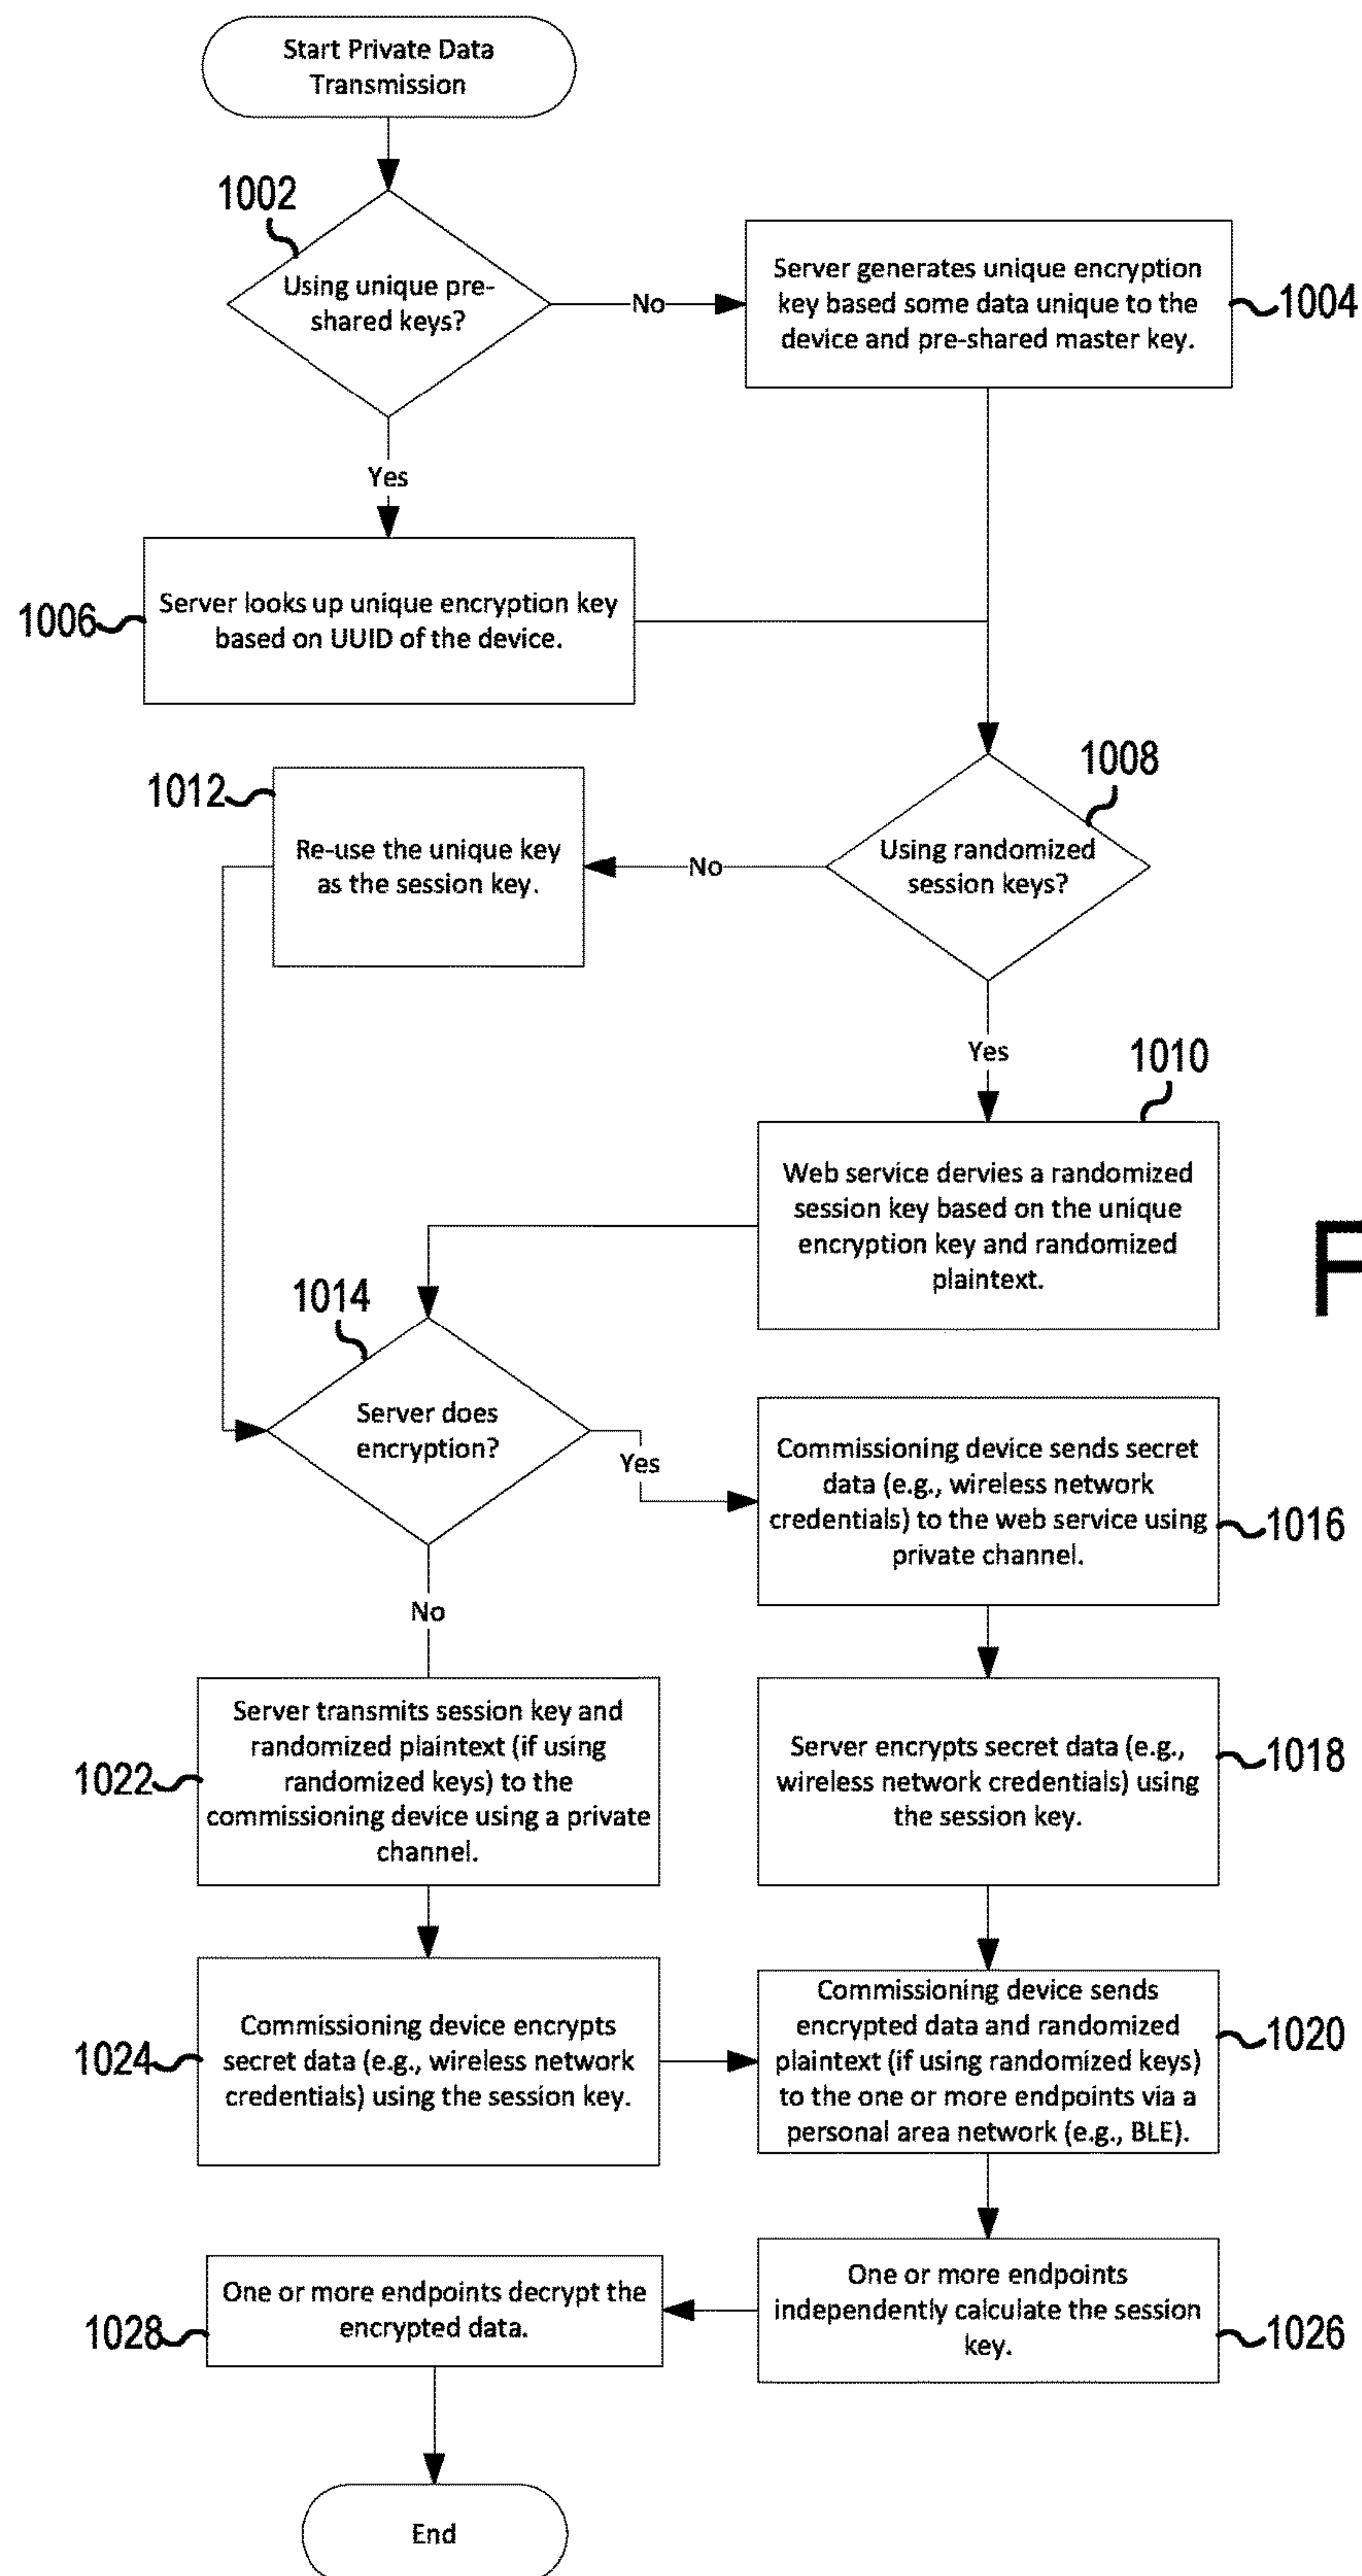 Start Private Data
Transmission
1002
Using unique pre-
shared keys?
No
Server generates unique encryption
key based some data unique to the
device and pre-shared master key.
1004
Yes
1006
Server looks up unique encryption key
based on UUID of the device.
1008
Using randomized
session keys?
No
1012
Re-use the unique key
as the session key.
Yes
1010
Web service dervies a randomized
session key based on the unique
encryption key and randomized
plaintext.
F
1014
Server does
encryption?
Yes
Commissioning device sends secret
data (e.g., wireless network
credentials) to the web service using
private channel.
1016
No
Server encrypts secret data (e.g.,
wireless network credentials) using
the session key.
1018
1022
Server transmits session key and
randomized plaintext (if using
randomized keys) to the
commissioning device using a private
channel.
1024
Commissioning device encrypts
secret data (e.g., wireless network
credentials) using the session key.
Commissioning device sends
encrypted data and randomized
plaintext (if using randomized keys)
to the one or more endpoints via a
personal area network (e.g., BLE).
1020
One or more endpoints
independently calculate the session
key.
1026
1028
One or more endpoints decrypt the
encrypted data.
End